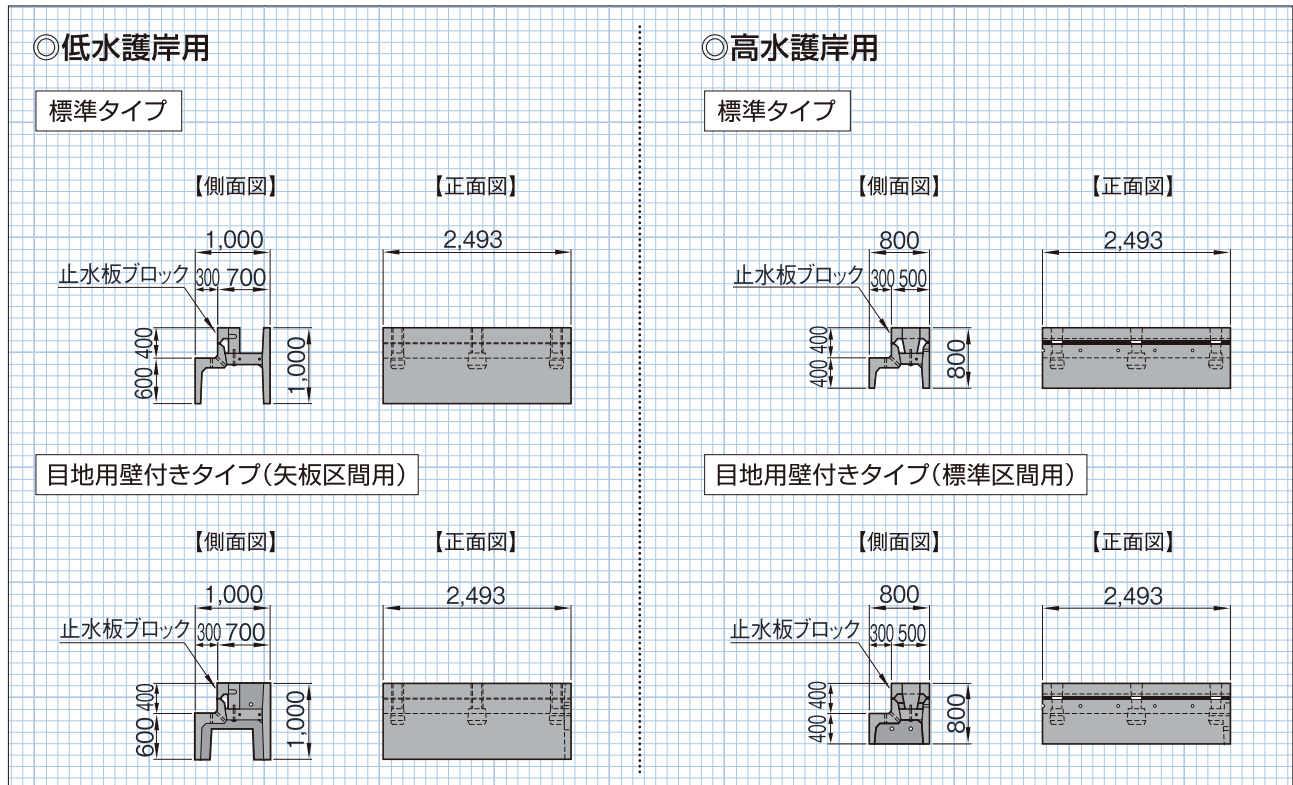 ◎低水護岸用
標準タイプ
【側面図】
【正面図】
1,000
2,493
止水板ブロック
300
700
400
600
1,000
目地用壁付きタイプ(矢板区間用)
【側面図】
【正面図】
1,000
2,493
止水板ブロック
300
700
400
600
1,000
◎高水護岸用
標準タイプ
【側面図】
【正面図】
800
2,493
止水板ブロック
300
500
400
400
800
目地用壁付きタイプ(標準区間用)
【側面図】
【正面図】
800
2,493
止水板ブロック
300
500
400
400
800